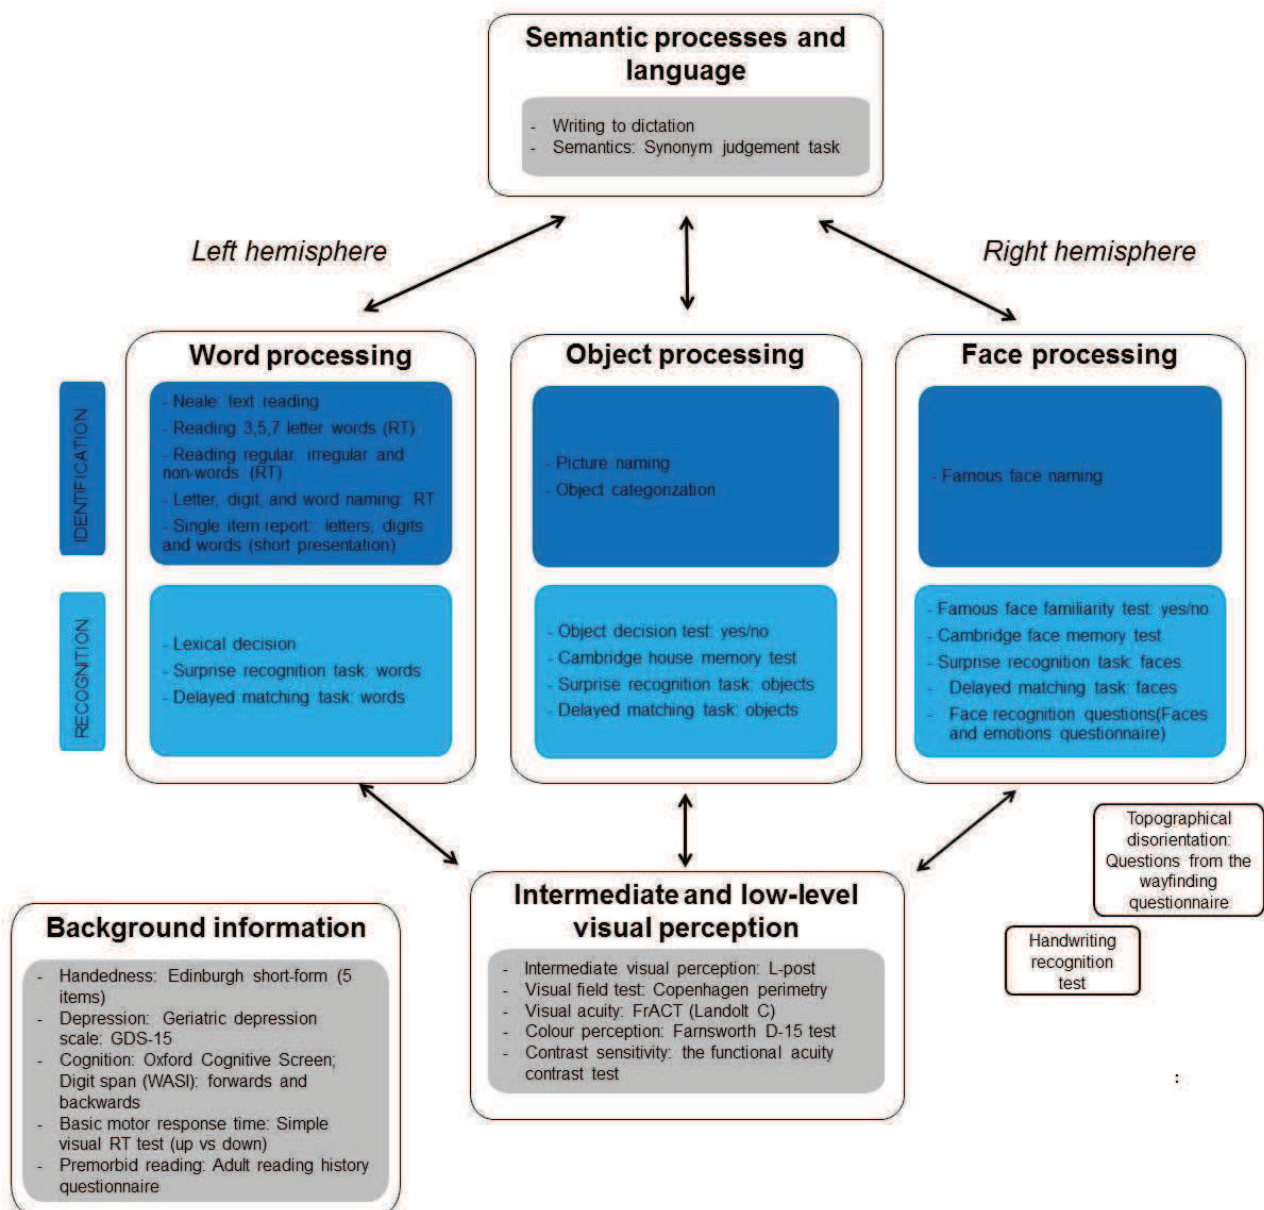 Semantic processes and
language
- Writing to dictation
- Semantics: Synonym judgement task
Left hemisphere
Right hemisphere
Word processing
IDENTIFICATION
- Neale: text reading
- Reading 3,5,7 letter words (RT)
- Reading regular, irregular and
non-words (RT)
- Letter, digit, and word naming: RT
- Single item report: letters, digits
and words (short presentation)
RECOGNITION
- Lexical decision
- Surprise recognition task: words
- Delayed matching task: words
Object processing
- Picture naming
- Object categorization
- Object decision test: yes/no
- Cambridge house memory test
- Surprise recognition task: objects
- Delayed matching task: objects
Face processing
- Famous face naming
- Famous face familiarity test: yes/no
- Cambridge face memory test
- Surprise recognition task: faces
- Delayed matching task: faces
- Face recognition questions(Faces
and emotions questionnaire)
Topographical
disorientation:
Questions from the
wayfinding
questionnaire
Handwriting
recognition
test
:
Intermediate and low-level
visual perception
- Intermediate visual perception: L-post
- Visual field test: Copenhagen perimetry
- Visual acuity: FrACT (Landolt C)
- Colour perception: Farnsworth D-15 test
- Contrast sensitivity: the functional acuity
contrast test
Background information
- Handedness: Edinburgh short-form (5
items)
- Depression: Geriatric depression
scale: GDS-15
- Cognition: Oxford Cognitive Screen;
Digit span (WASI): forwards and
backwards
- Basic motor response time: Simple
visual RT test (up vs down)
- Premorbid reading: Adult reading history
questionnaire